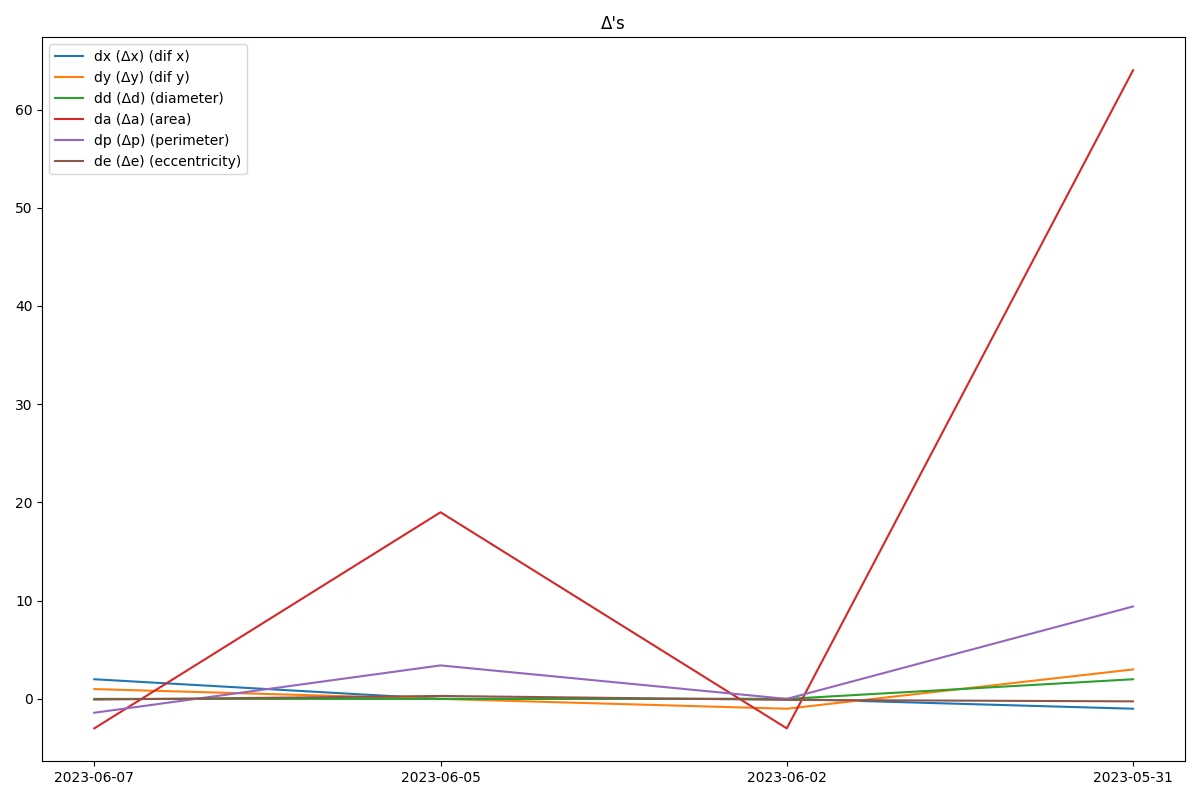 Δ's
dx (Δx) (dif x)
dy (Δy) (dif y)
dd (Δd) (diameter)
da (Δa) (area)
dp (Δp) (perimeter)
de (Δe) (eccentricity)
60
50
40
30
20
10
0
2023-06-07 2023-06-05 2023-06-02 2023-05-31